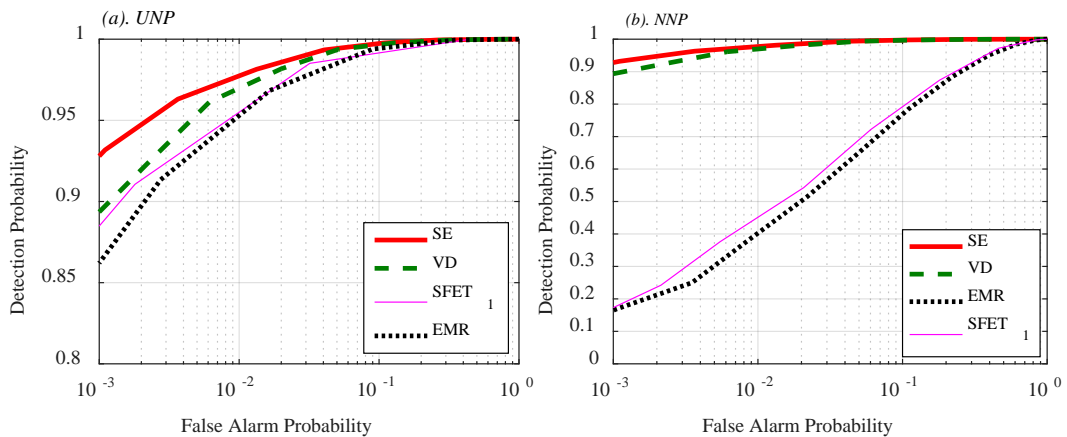 (a). UNP
1
0.95
0.9
0.85
0.8
Detection Probability
SE
VD
SFET 1
EMR
10 -3
10 -2
10 -1
10 0
False Alarm Probability
(b). NNP
1
0.9
0.8
0.7
0.6
0.5
0.4
0.3
0.2
0.1
0
Detection Probability
SE
VD
EMR
SFET 1
10 -3
10 -2
10 -1
10 0
False Alarm Probability